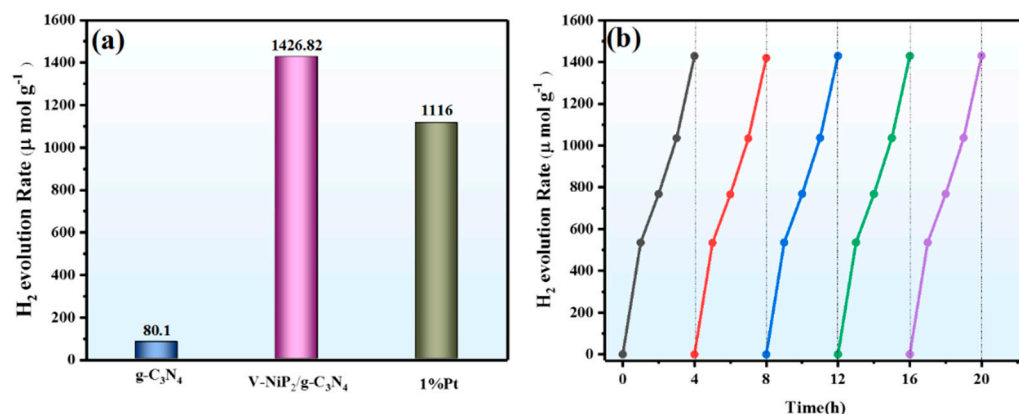 (a)
H₂ evolution Rate (μ mol g⁻¹ )
1600
1400
1200
1000
800
600
400
200
0
80.1
1426.82
1116
g-C₃N₄
V-NiP₂/g-C₃N₄
1%Pt
(b)
H₂ evolution Rate (μ mol g⁻¹ )
1600
1400
1200
1000
800
600
400
200
0
0 4 8 12 16 20
Time(h)